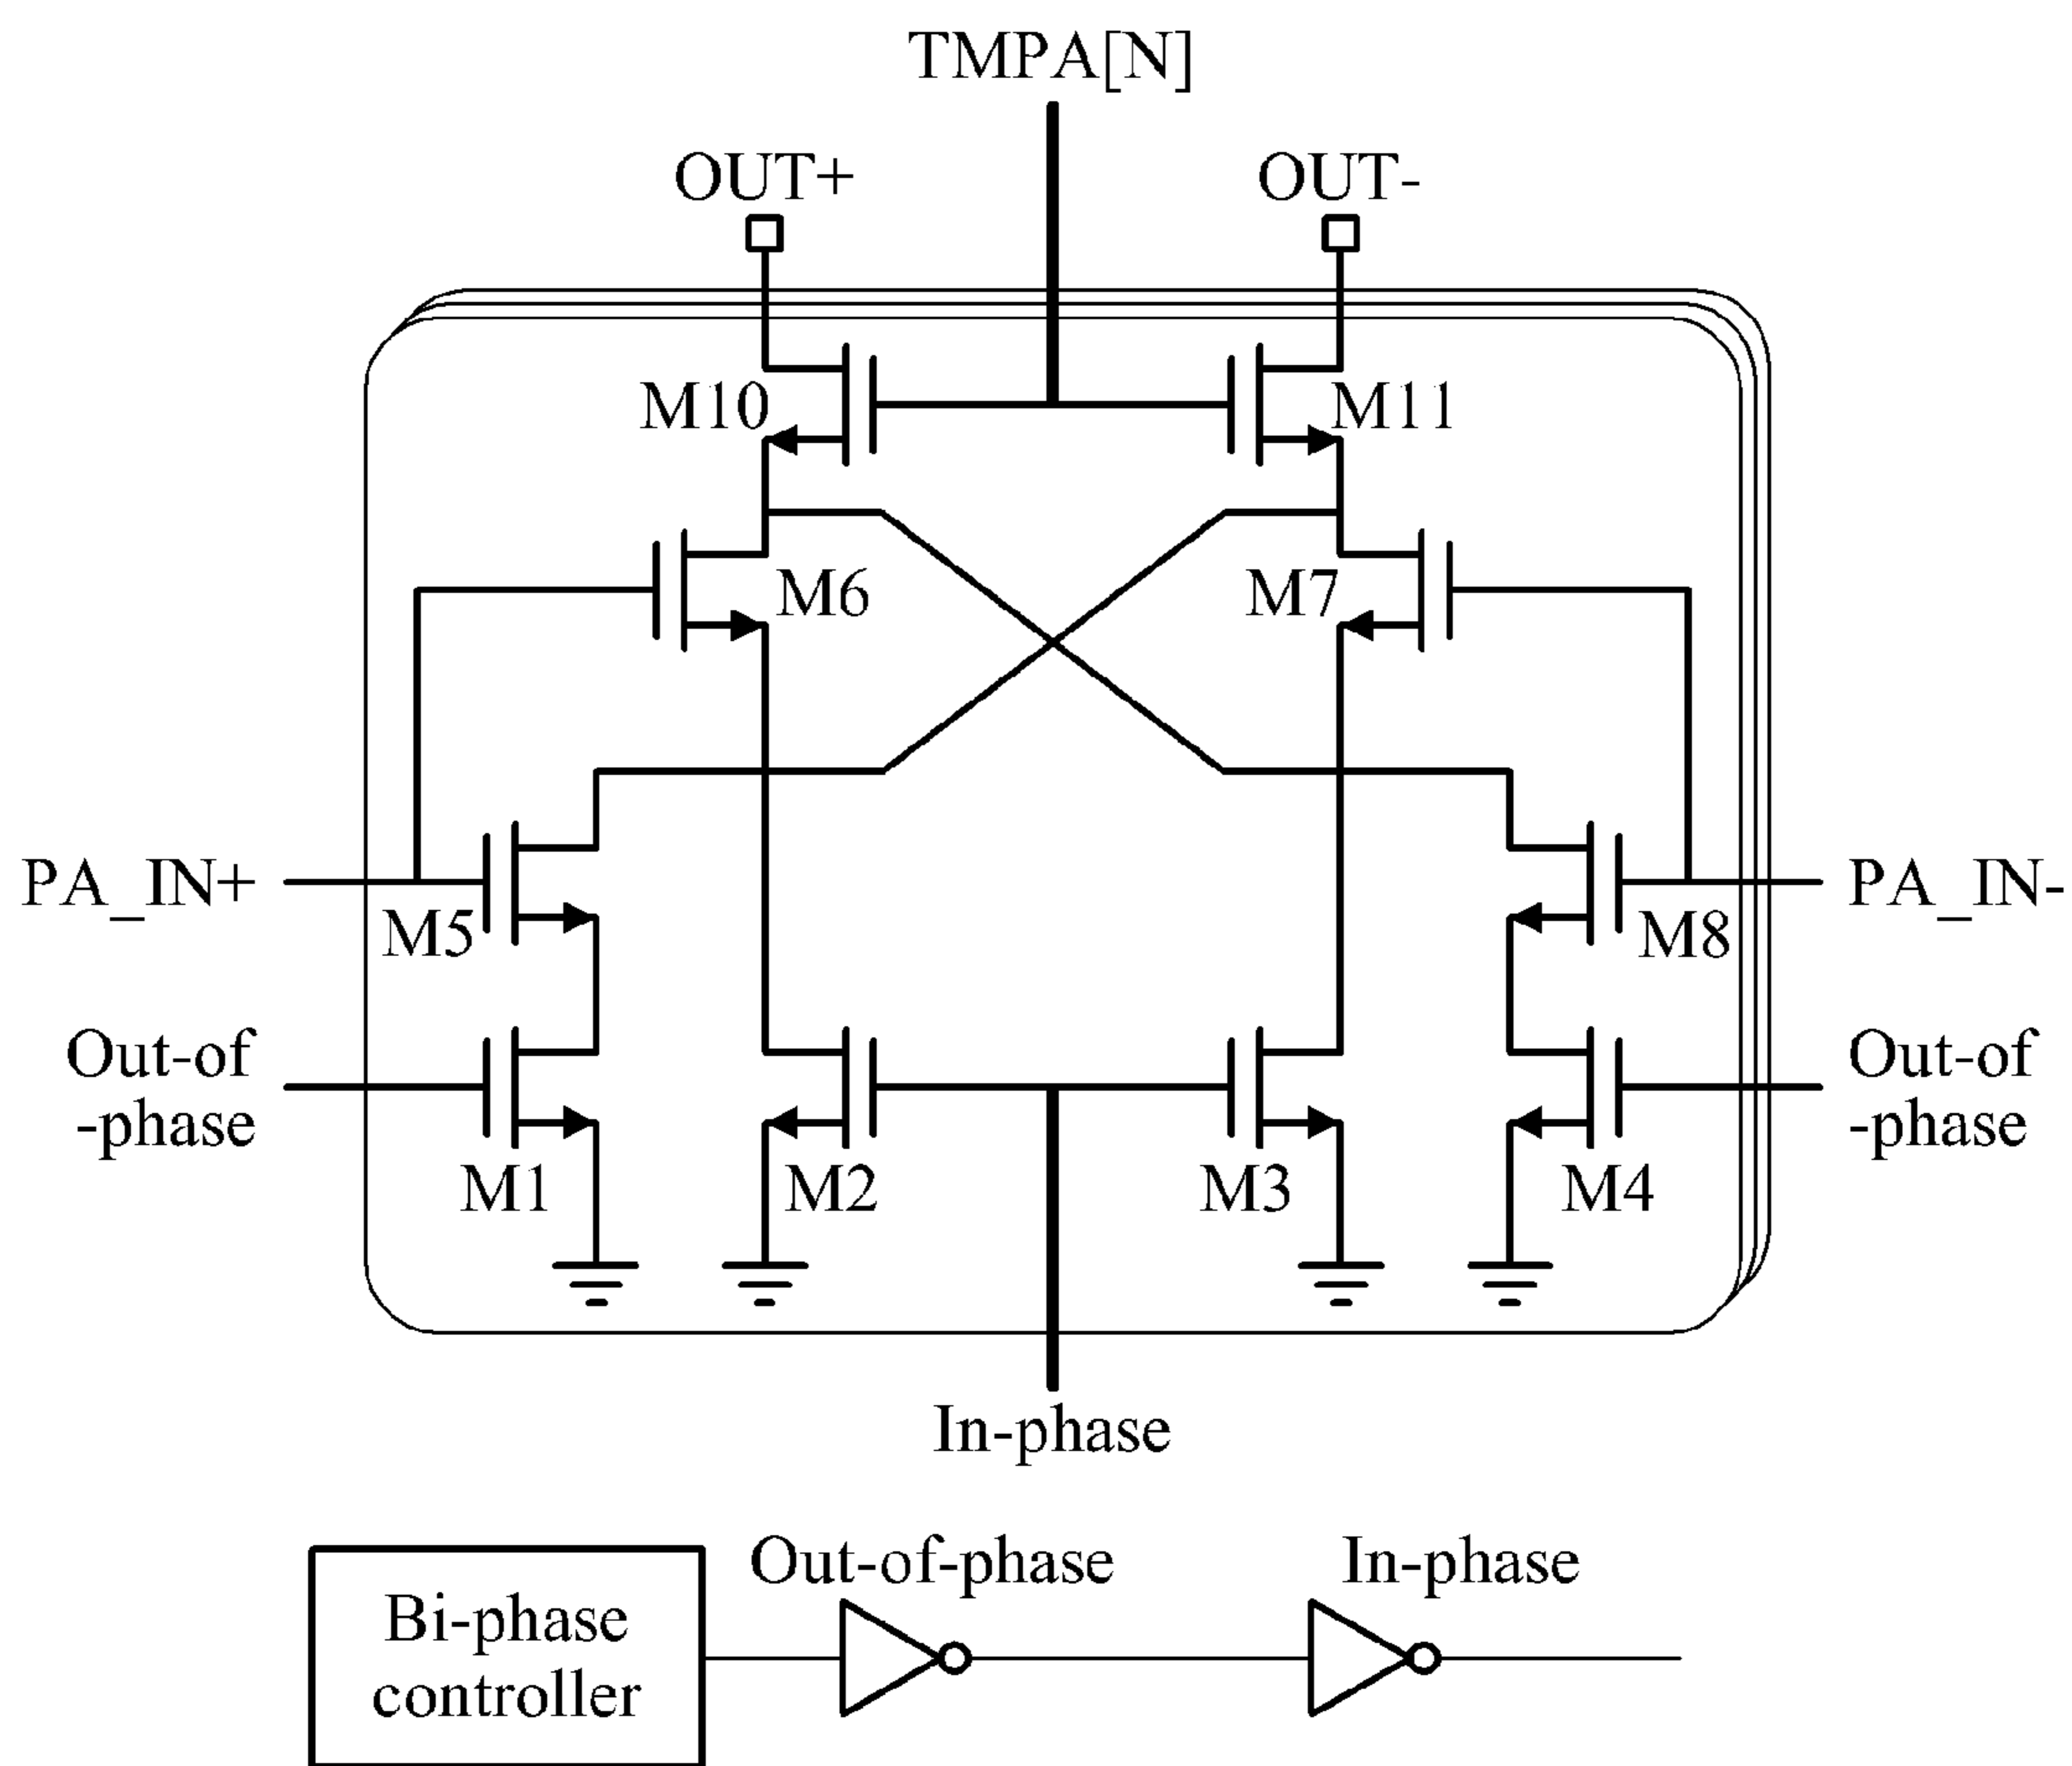 TMPA[N]
OUT+
OUT-
M10
M11
M6
M7
PA_IN+
PA_IN-
M5
M8
Out-of
-phase
Out-of
-phase
M1
M2
M3
M4
In-phase
Out-of-phase
In-phase
Bi-phase
controller